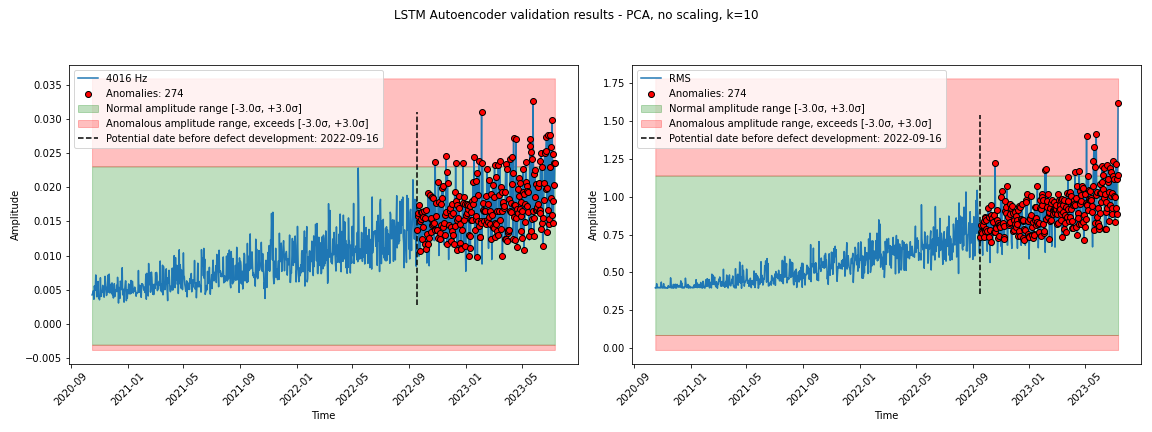 LSTM Autoencoder validation results - PCA, no scaling, k=10
4016 Hz
Anomalies: 274
Normal amplitude range [-3.0σ, +3.0σ]
Anomalous amplitude range, exceeds [-3.0σ, +3.0σ]
Potential date before defect development: 2022-09-16
0.035
0.030
0.025
0.020
0.015
0.010
0.005
0.000
−0.005
Amplitude
2020-09
2021-01
2021-05
2021-09
2022-01
2022-05
2022-09
2023-01
2023-05
Time
RMS
Anomalies: 274
Normal amplitude range [-3.0σ, +3.0σ]
Anomalous amplitude range, exceeds [-3.0σ, +3.0σ]
Potential date before defect development: 2022-09-16
1.75
1.50
1.25
1.00
0.75
0.50
0.25
0.00
Amplitude
2020-09
2021-01
2021-05
2021-09
2022-01
2022-05
2022-09
2023-01
2023-05
Time